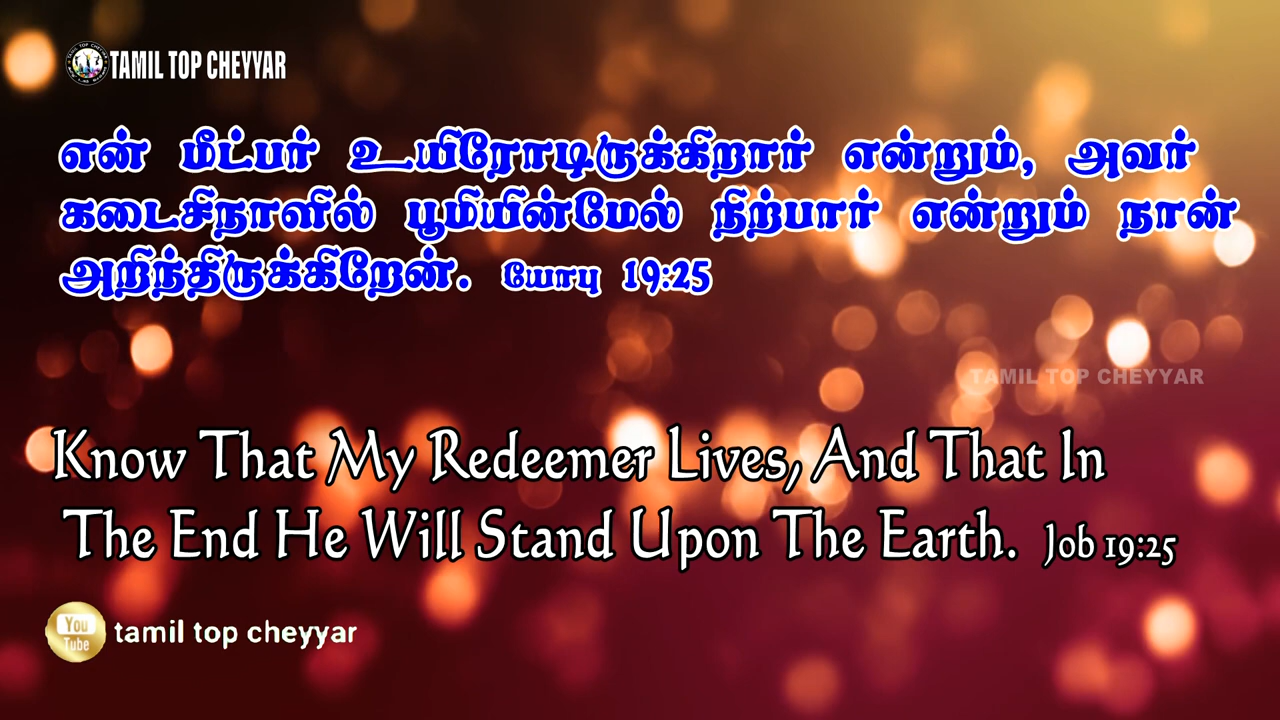 TAMIL TOP CHEYYAR
என் மீட்பர் உயிரோடிருக்கிறார் என்றும், அவர்
கடைசிநாளில் பூமியின்மேல் நிற்பார் என்றும் நான்
அறிந்திருக்கிறேன். யோபு 19:25
TAMIL TOP CHEYYAR
Know That My Redeemer Lives, And That In
The End He Will Stand Upon The Earth. Job 19:25
You Tube tamil top cheyyar